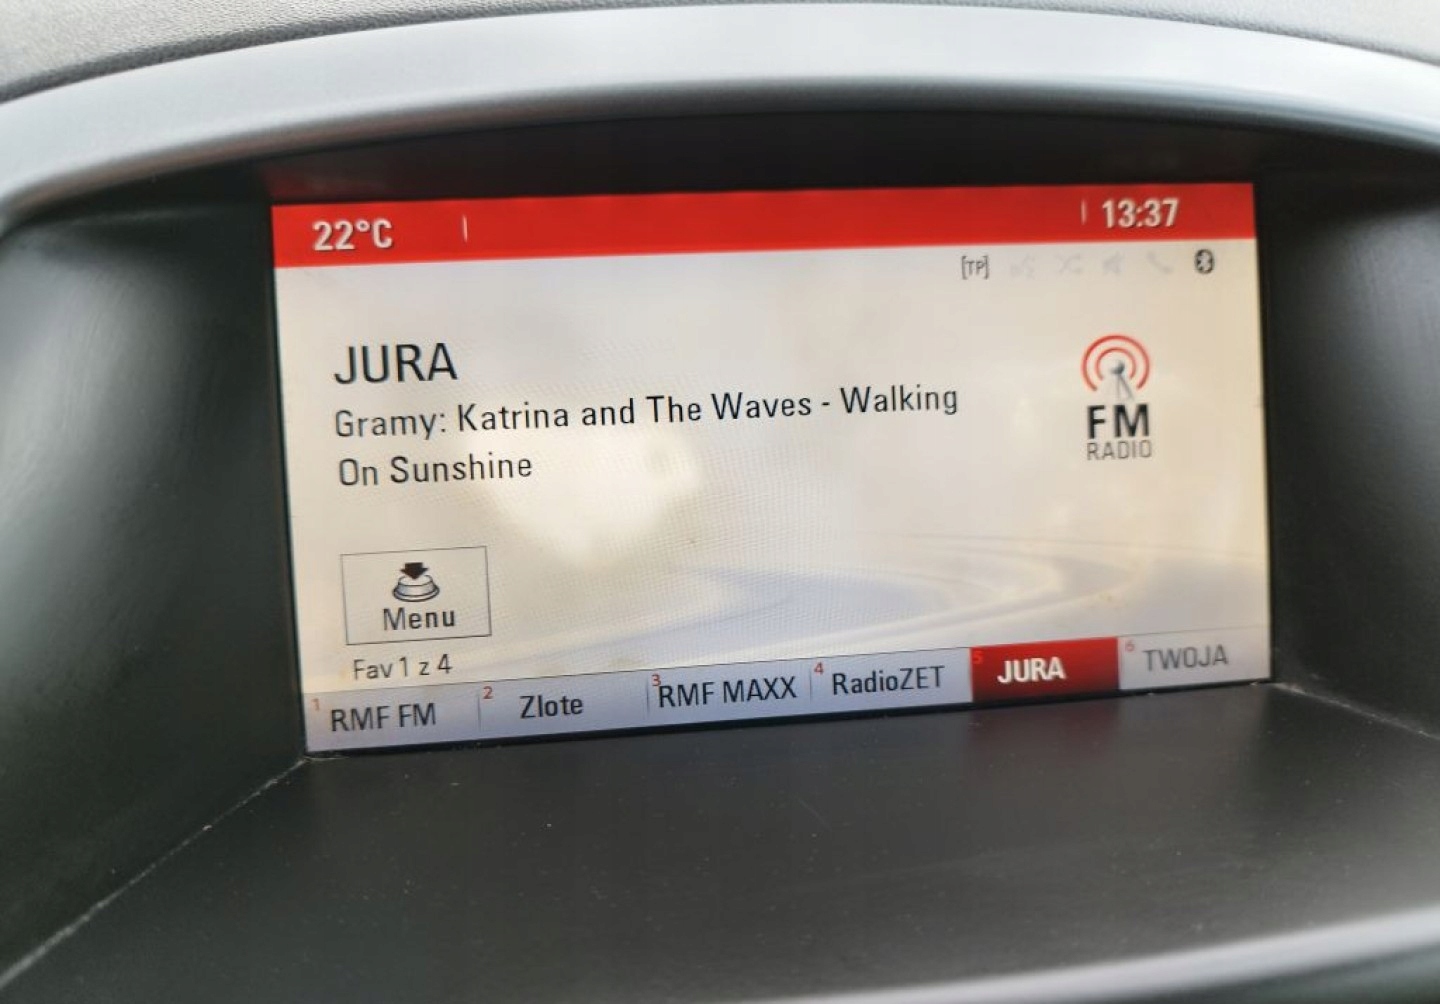 22°C 13:37
[TP]
JURA
Gramy: Katrina and The Waves - Walking
On Sunshine
FM
RADIO
Menu
Fav 1 z 4
1 RMF FM 2 Zlote 3 RMF MAXX 4 RadioZET 5 JURA 6 TWOJA